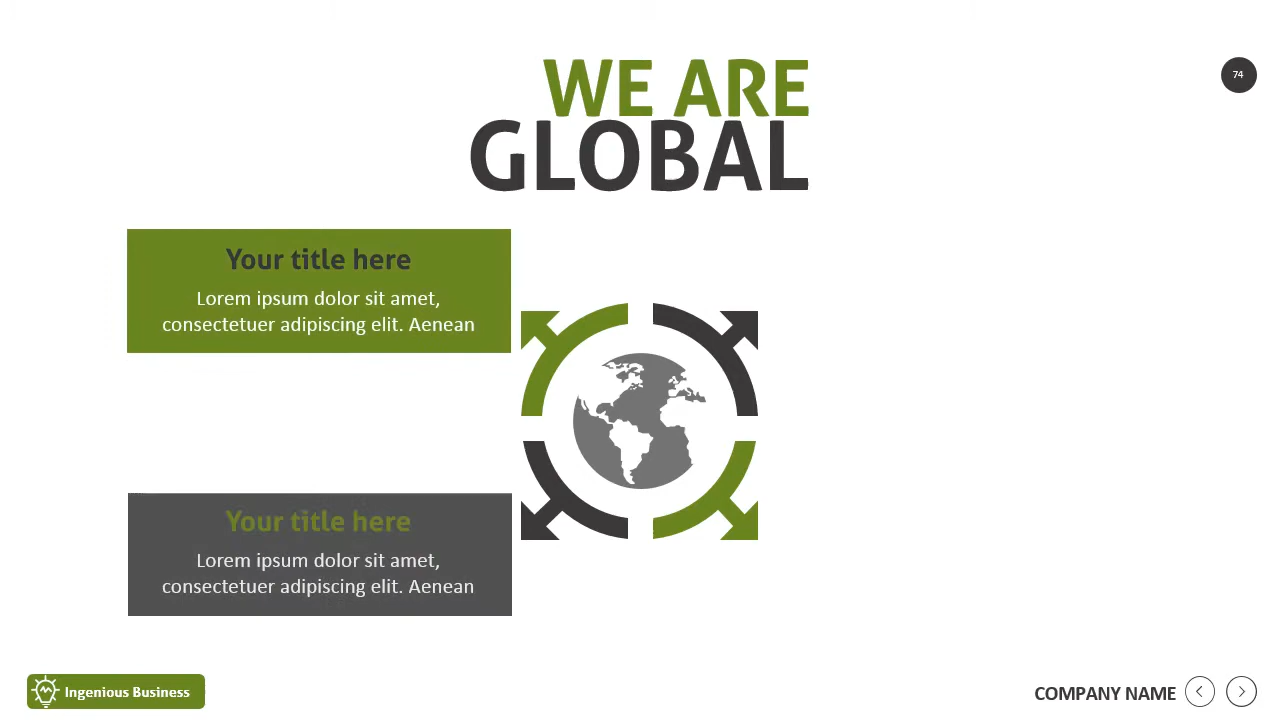 WE ARE
GLOBAL
74
Your title here
Lorem ipsum dolor sit amet,
consectetuer adipiscing elit. Aenean
Your title here
Lorem ipsum dolor sit amet,
consectetuer adipiscing elit. Aenean
Ingenious Business
COMPANY NAME